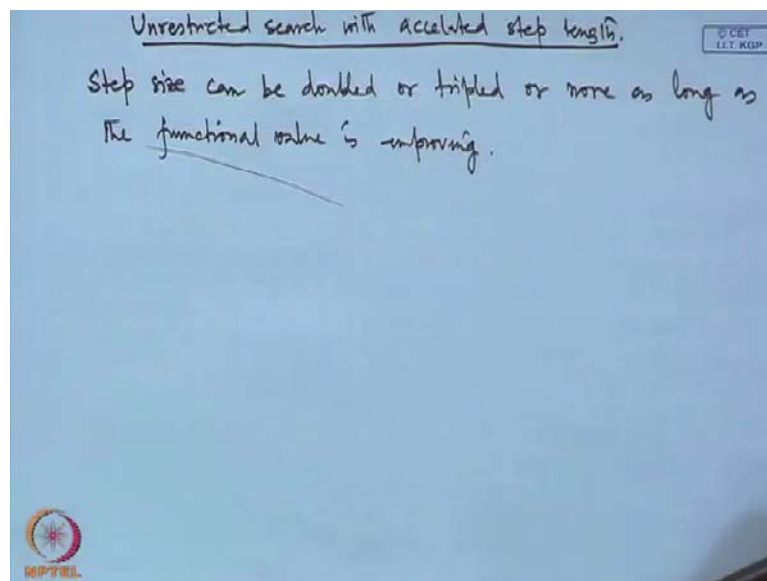 Unrestricted search with accelated step length.
© CET
I.I.T. KGP
Step size can be doubled or tripled or more as long as
the functional value is improving.
NPTEL